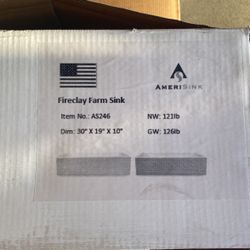 AMERISINK
Fireclay Farm Sink
Item No.: AS246 NW: 121lb
Dim: 30" X 19" X 10" GW: 126lb